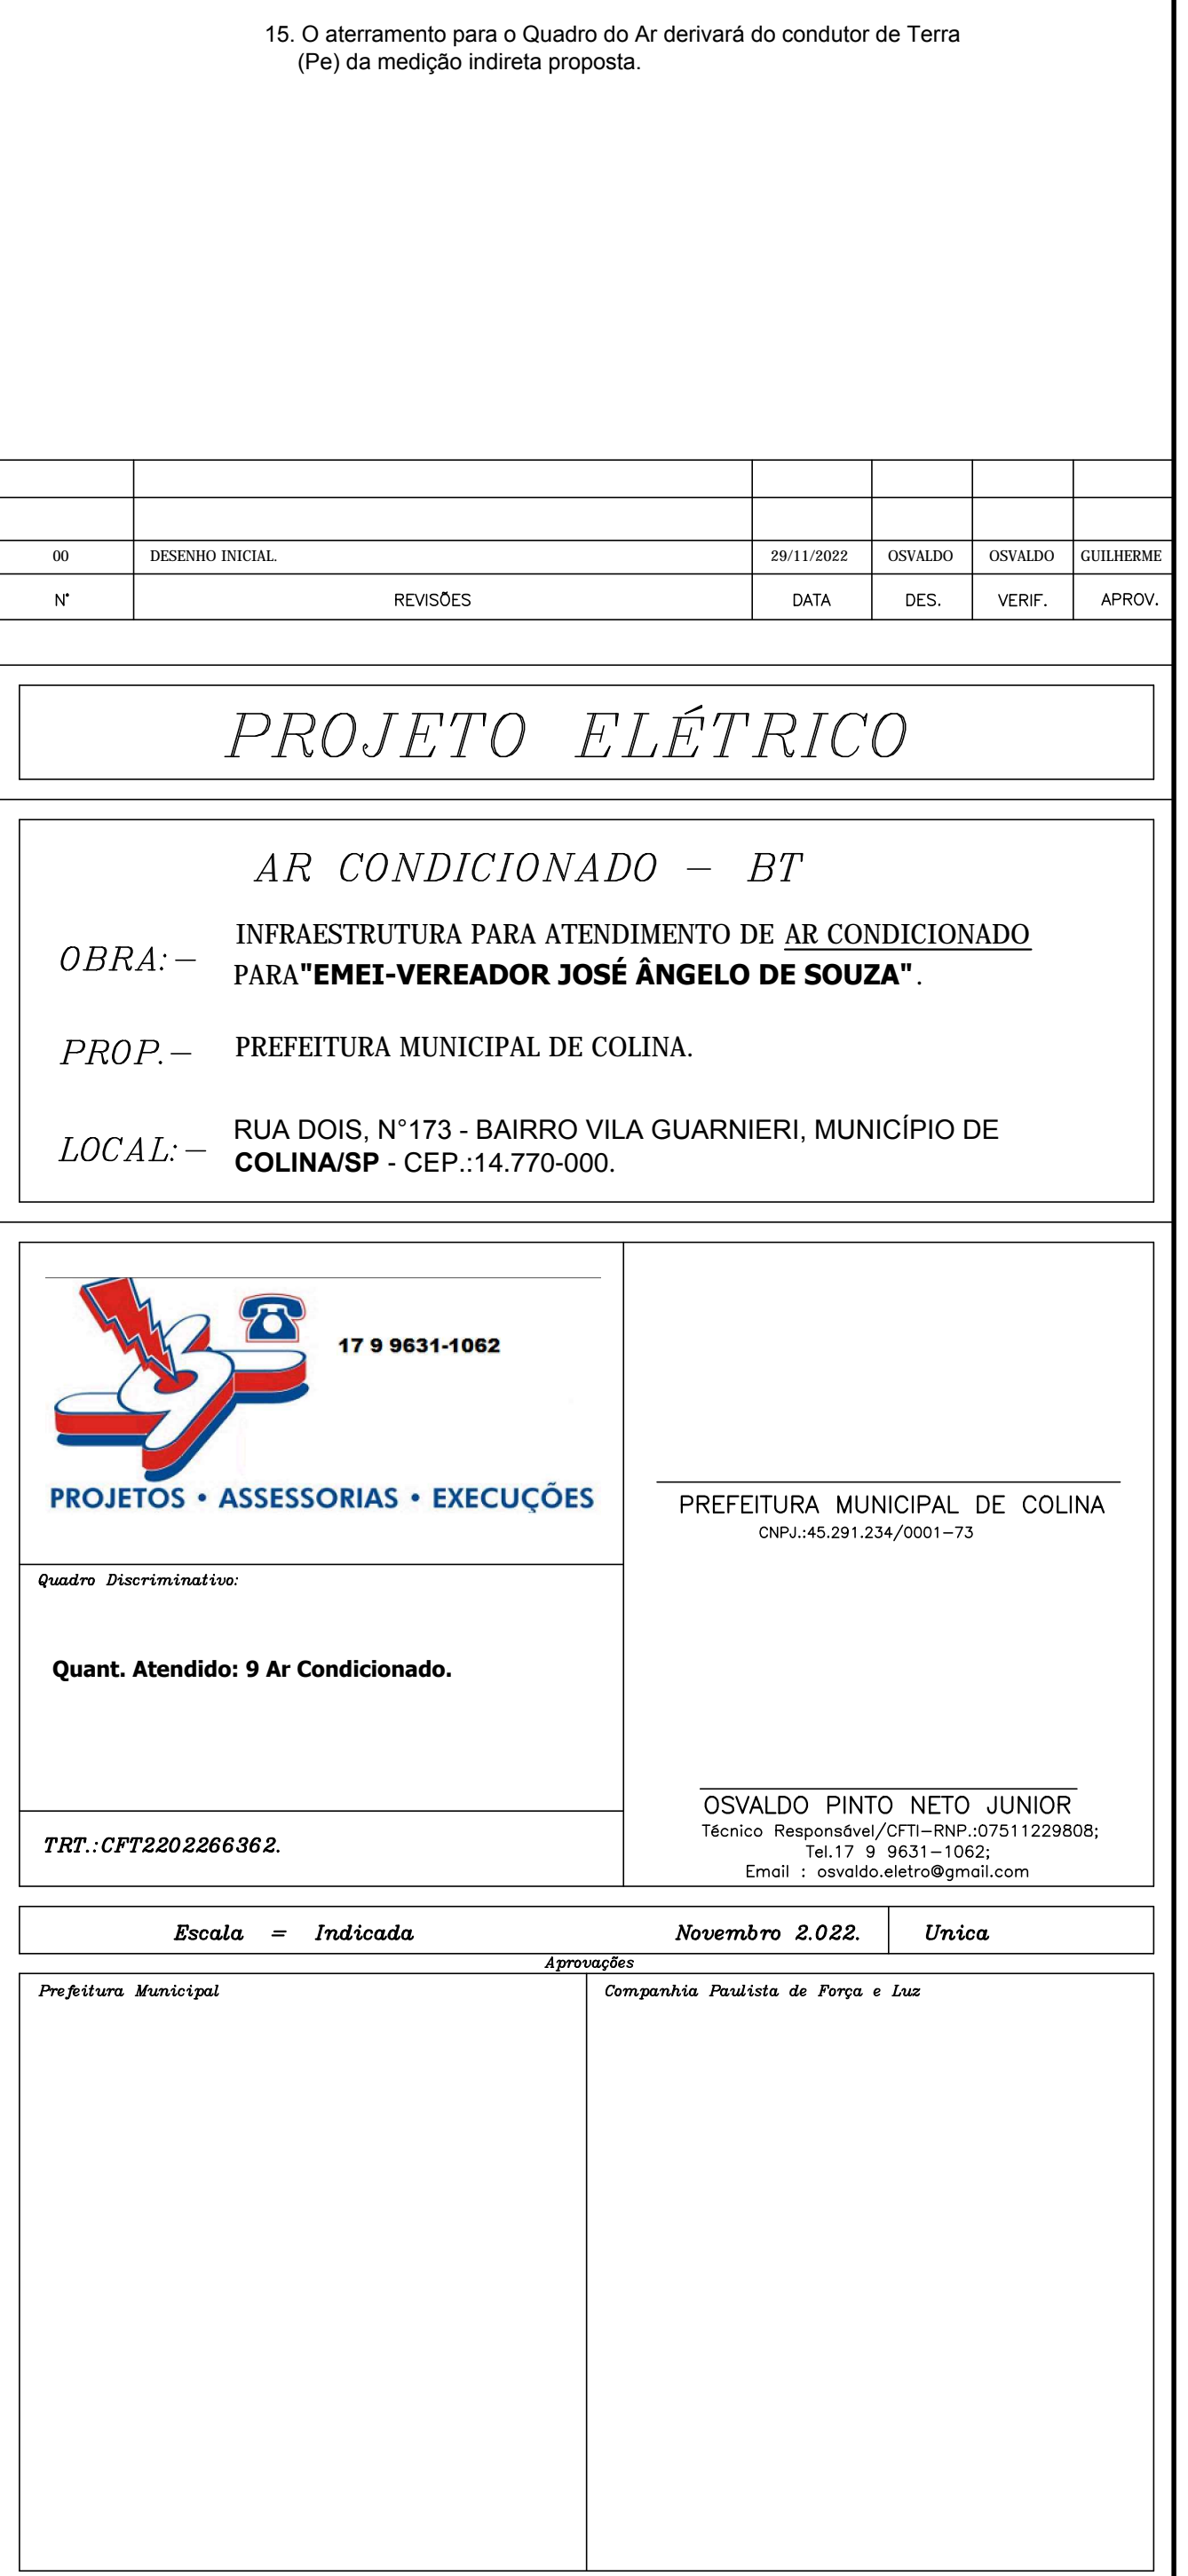 15. O aterramento para o Quadro do Ar derivará do condutor de Terra
(Pe) da medição indireta proposta.
00 DESENHO INICIAL. 29/11/2022 OSVALDO OSVALDO GUILHERME
N° REVISÕES DATA DES. VERIF. APROV.
PROJETO ELÉTRICO
AR CONDICIONADO - BT
OBRA:- INFRAESTRUTURA PARA ATENDIMENTO DE AR CONDICIONADO
PARA"EMEI-VEREADOR JOSÉ ÂNGELO DE SOUZA".
PROP.- PREFEITURA MUNICIPAL DE COLINA.
LOCAL:- RUA DOIS, N°173 - BAIRRO VILA GUARNIERI, MUNICÍPIO DE
COLINA/SP - CEP.:14.770-000.
17 9 9631-1062
PROJETOS • ASSESSORIAS • EXECUÇÕES
PREFEITURA MUNICIPAL DE COLINA
CNPJ.:45.291.234/0001-73
Quadro Discriminativo:
Quant. Atendido: 9 Ar Condicionado.
TRT.:CFT2202266362.
OSVALDO PINTO NETO JUNIOR
Técnico Responsável/CFTI-RNP.:07511229808;
Tel.17 9 9631-1062;
Email : osvaldo.eletro@gmail.com
Escala = Indicada Novembro 2.022. Unica
Aprovações
Prefeitura Municipal
Companhia Paulista de Força e Luz